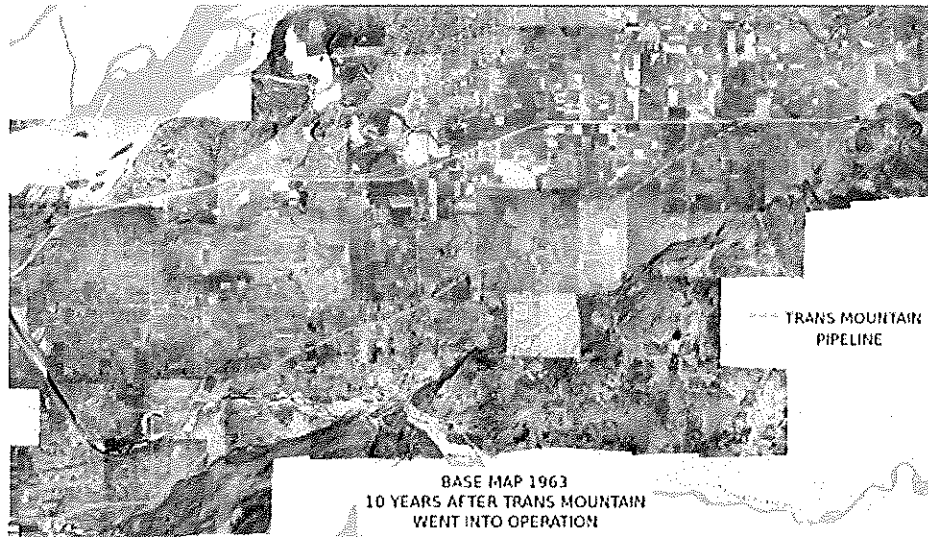 TRANS MOUNTAIN
PIPELINE
BASE MAP 1963
10 YEARS AFTER TRANS MOUNTAIN
WENT INTO OPERATION